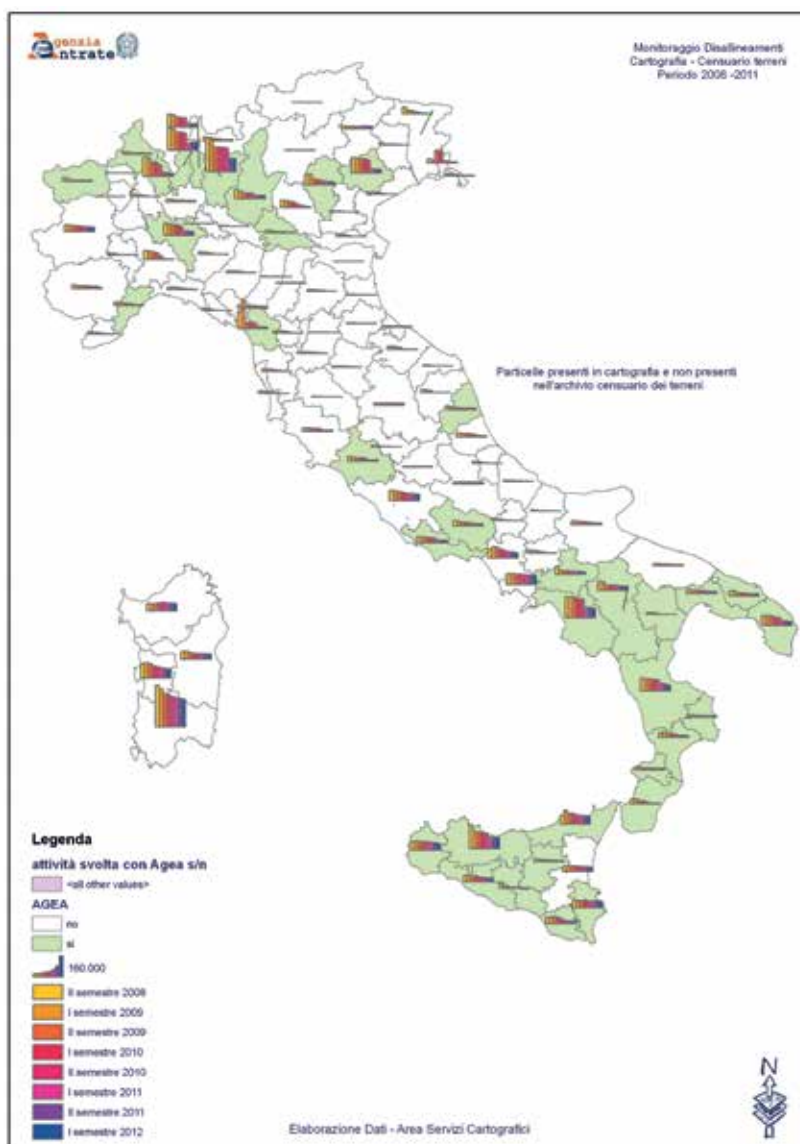 Agenzia
Entrate
Monitoraggio Disallineamenti
Cartografia - Censuario terreni
Periodo 2008 -2011
Particelle presenti in cartografia e non presenti
nell'archivio censuario dei terreni
Legenda
attività svolta con Agea s/n
<all other values>
AGEA
no
si
160.000
II semestre 2008
I semestre 2009
II semestre 2009
I semestre 2010
II semestre 2010
I semestre 2011
II semestre 2011
I semestre 2012
Elaborazione Dati - Area Servizi Cartografici
N